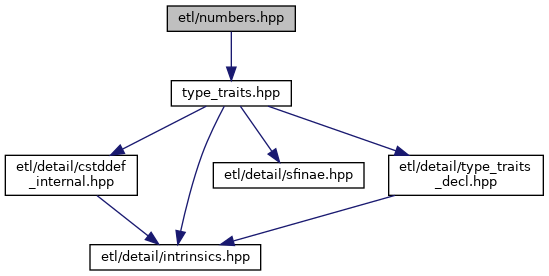 etl/numbers.hpp
type_traits.hpp
etl/detail/cstddef
_internal.hpp
etl/detail/sfinae.hpp
etl/detail/type_traits
_decl.hpp
etl/detail/intrinsics.hpp